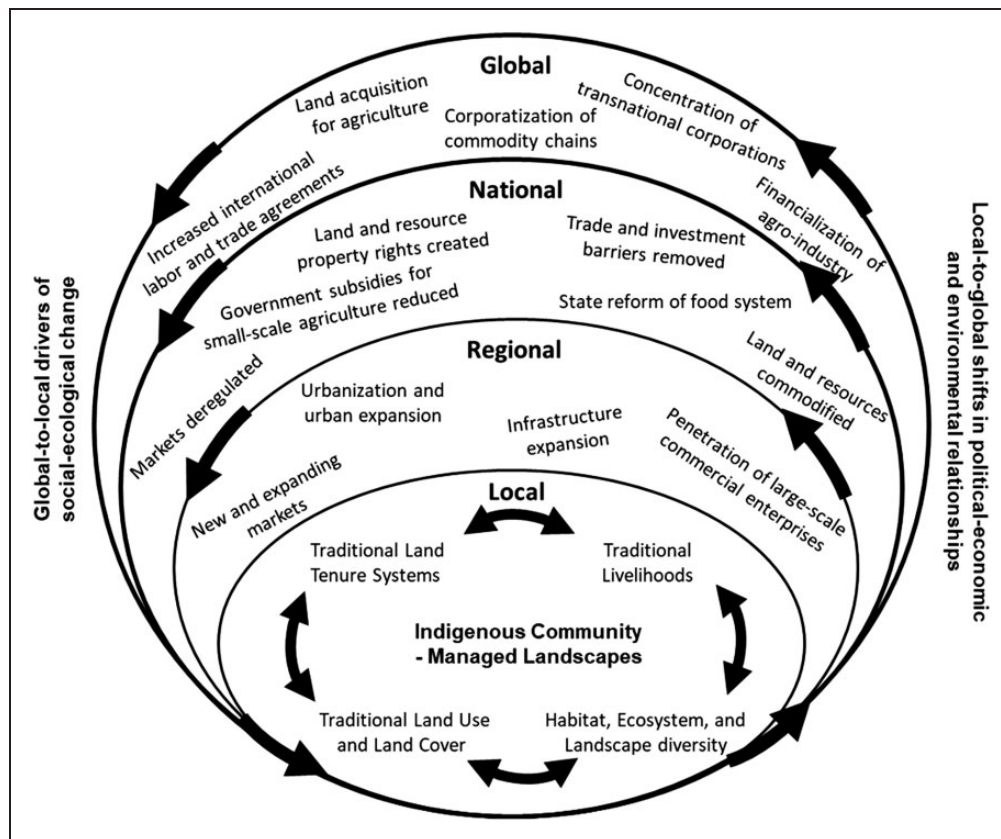 Global
Land acquisition
for agriculture
Corporatization of
commodity chains
Concentration of
transnational corporations
Increased international
labor and trade agreements
Financialization of
agro-industry
National
Land and resource
property rights created
Trade and investment
barriers removed
Government subsidies for
small-scale agriculture reduced
State reform of food system
Markets deregulated
Land and resources
commodified
Regional
Urbanization and
urban expansion
Infrastructure
expansion
New and expanding
markets
Penetration of large-scale
commercial enterprises
Local
Traditional Land
Tenure Systems
Traditional
Livelihoods
Indigenous Community
- Managed Landscapes
Traditional Land Use
and Land Cover
Habitat, Ecosystem, and
Landscape diversity
Global-to-local drivers of
social-ecological change
Local-to-global shifts in political-economic
and environmental relationships